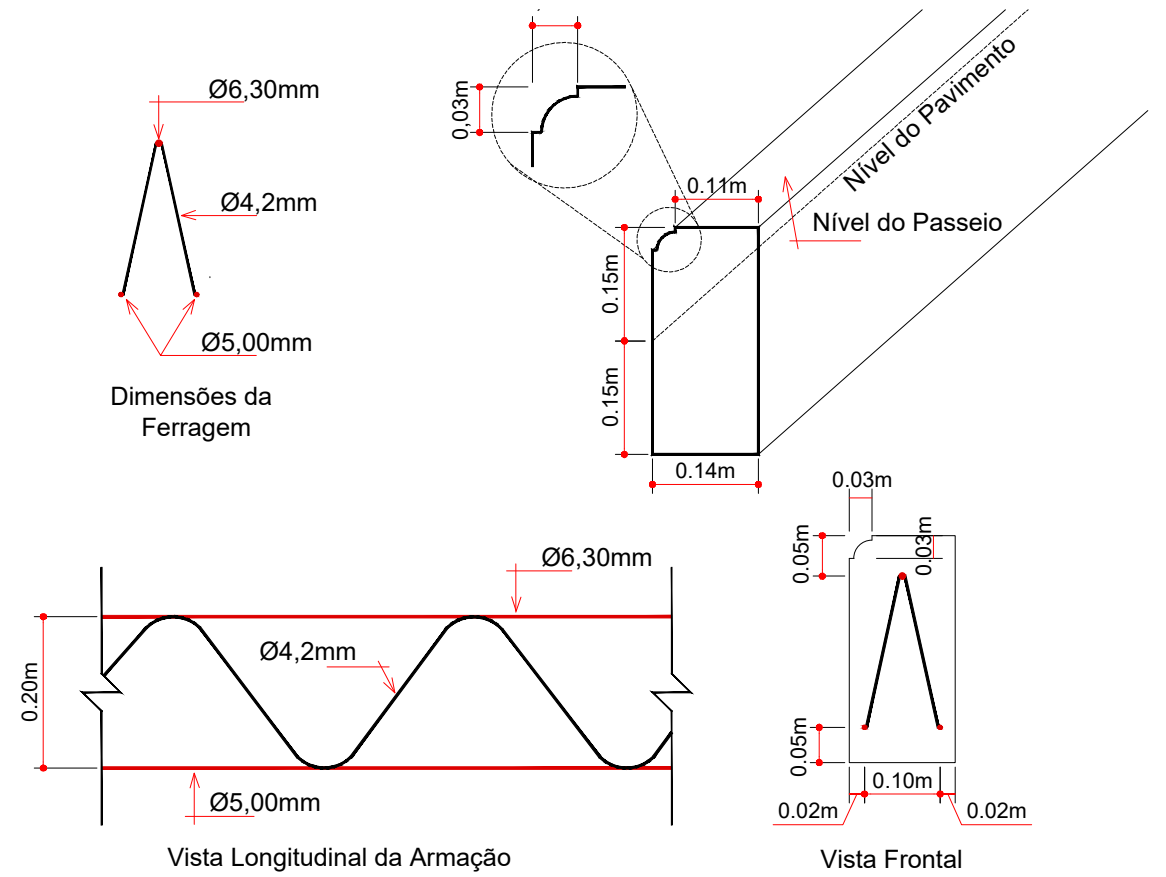 Ø6,30mm
Ø4,2mm
Ø5,00mm
Dimensões da
Ferragem
0,03m
0.11m
Nível do Pavimento
Nível do Passeio
0.15m
0.15m
0.14m
Ø6,30mm
Ø4,2mm
0.20m
Ø5,00mm
Vista Longitudinal da Armação
0.03m
0.05m
0.03m
0.05m
0.10m
0.02m
0.02m
Vista Frontal